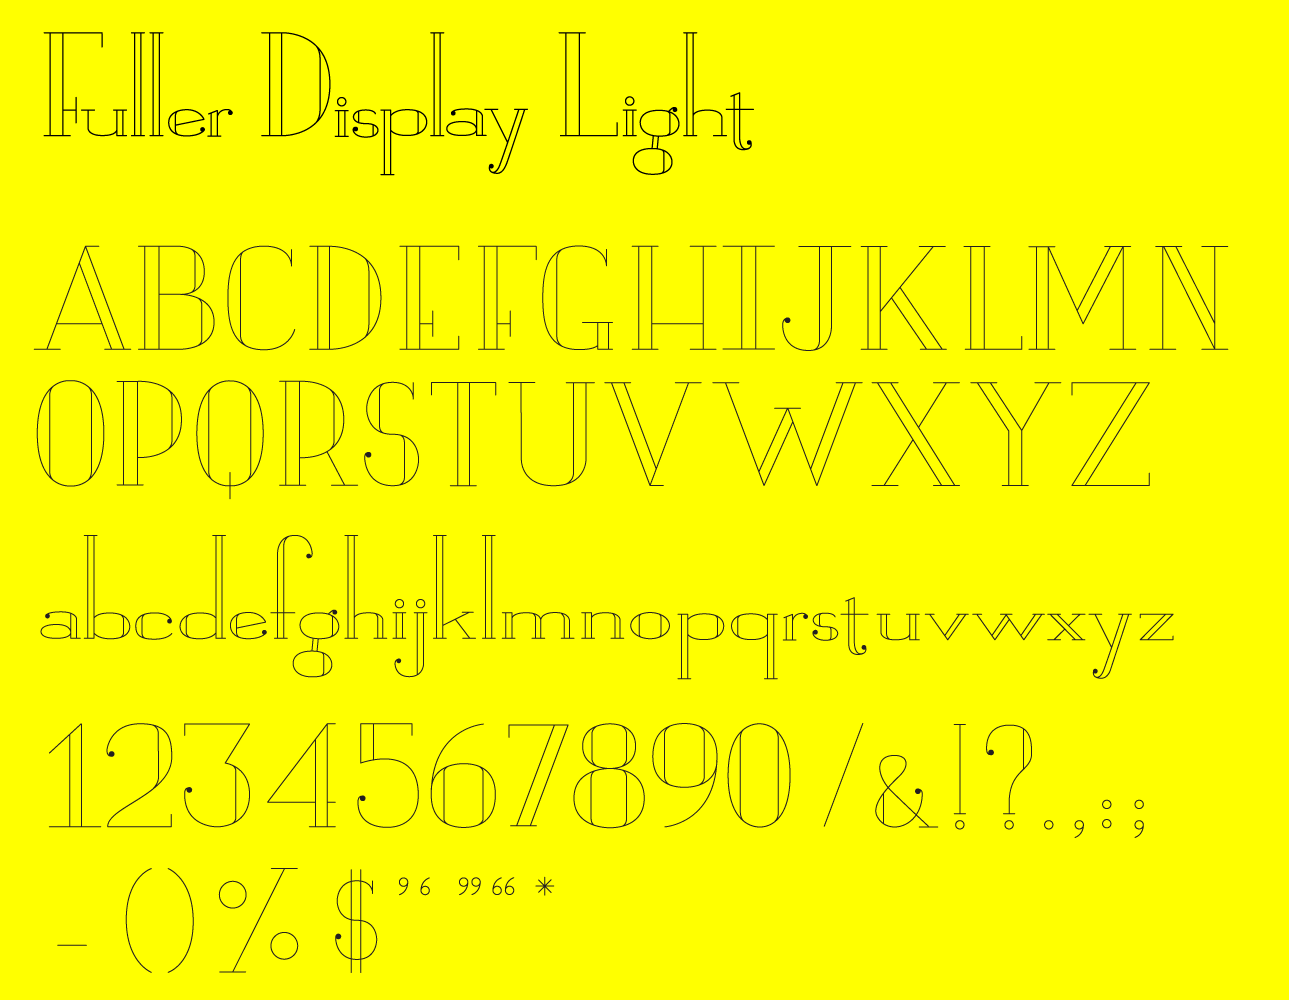 Fuller Display Light
ABCDEFGHIJKLMN
OPQRSTUVWXYZ
abcdefghijklmnopqrstuvwxyz
1234567890 /&!?.,:;
- () % $ ‘’ “” *